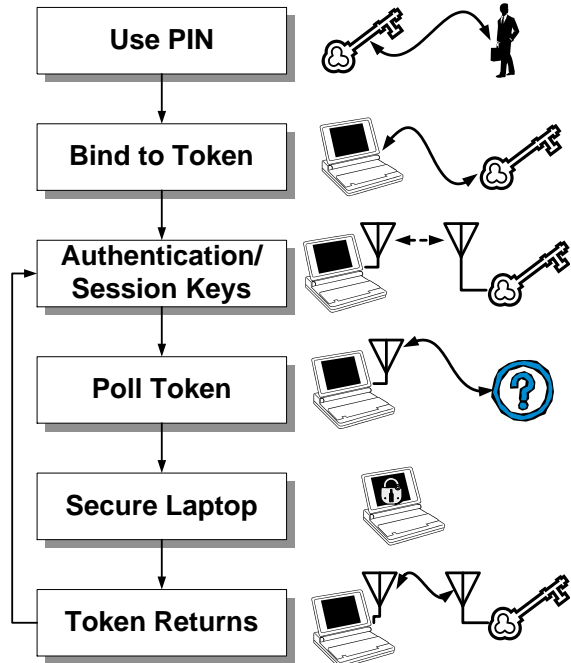 Use PIN
Bind to Token
Authentication/
Session Keys
Poll Token
?
Secure Laptop
Token Returns